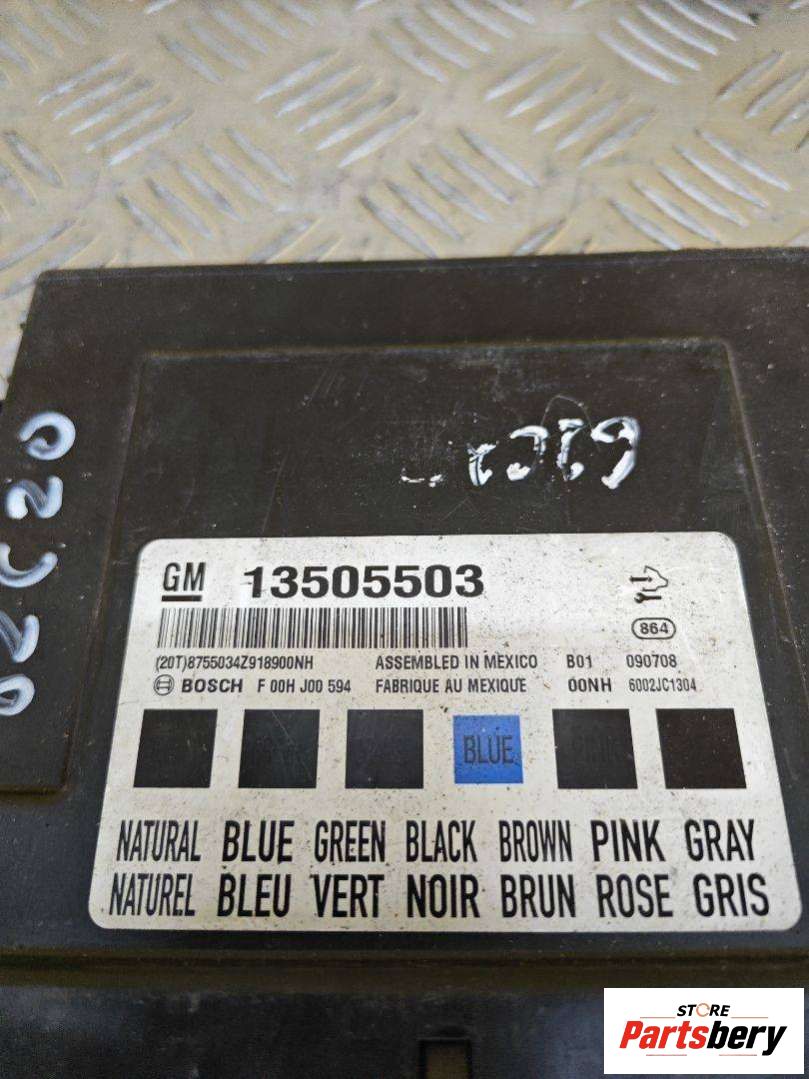 GM 13505503
864
(20T)8755034Z918900NH ASSEMBLED IN MEXICO B01 090708
BOSCH F 00H J00 594 FABRIQUE AU MEXIQUE 00NH 6002JC1304
BLUE
NATURAL BLUE GREEN BLACK BROWN PINK GRAY
NATUREL BLEU VERT NOIR BRUN ROSE GRIS
STORE
Partsbery